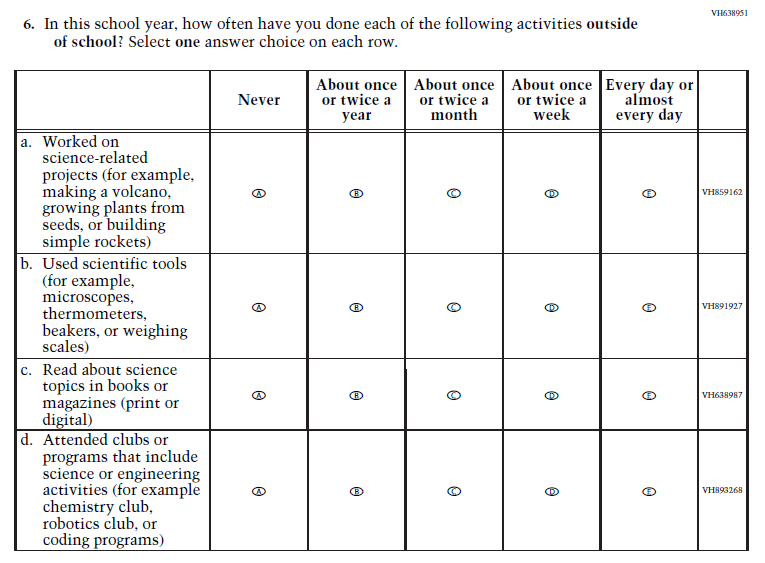 VH638951
6. In this school year, how often have you done each of the following activities outside
of school? Select one answer choice on each row.
Never
About once
or twice a
year
About once
or twice a
month
About once
or twice a
week
Every day or
almost
every day
a. Worked on
science-related
projects (for example,
making a volcano,
growing plants from
seeds, or building
simple rockets)
A B C D E VH859162
b. Used scientific tools
(for example,
microscopes,
thermometers,
beakers, or weighing
scales)
A B C D E VH891927
c. Read about science
topics in books or
magazines (print or
digital)
A B C D E VH638987
d. Attended clubs or
programs that include
science or engineering
activities (for example
chemistry club,
robotics club, or
coding programs)
A B C D E VH893268